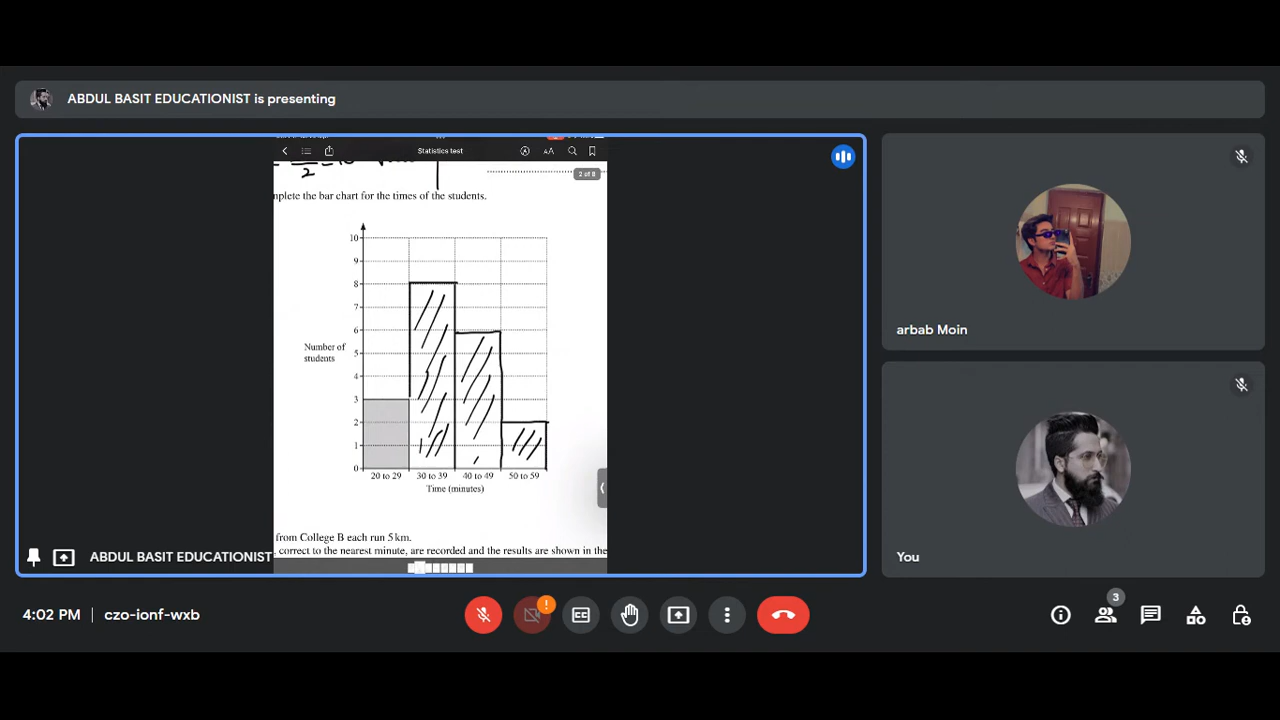 ABDUL BASIT EDUCATIONIST is presenting
Statistics test
AA
2
2 of 8
nplete the bar chart for the times of the students.
10
9
8
7
6
Number of
students
5
4
3
2
1
0
20 to 29 30 to 39 40 to 49 50 to 59
Time (minutes)
from College B each run 5 km.
, correct to the nearest minute, are recorded and the results are shown in the
ABDUL BASIT EDUCATIONIST
arbab Moin
You
4:02 PM | czo-ionf-wxb
!
CC
3